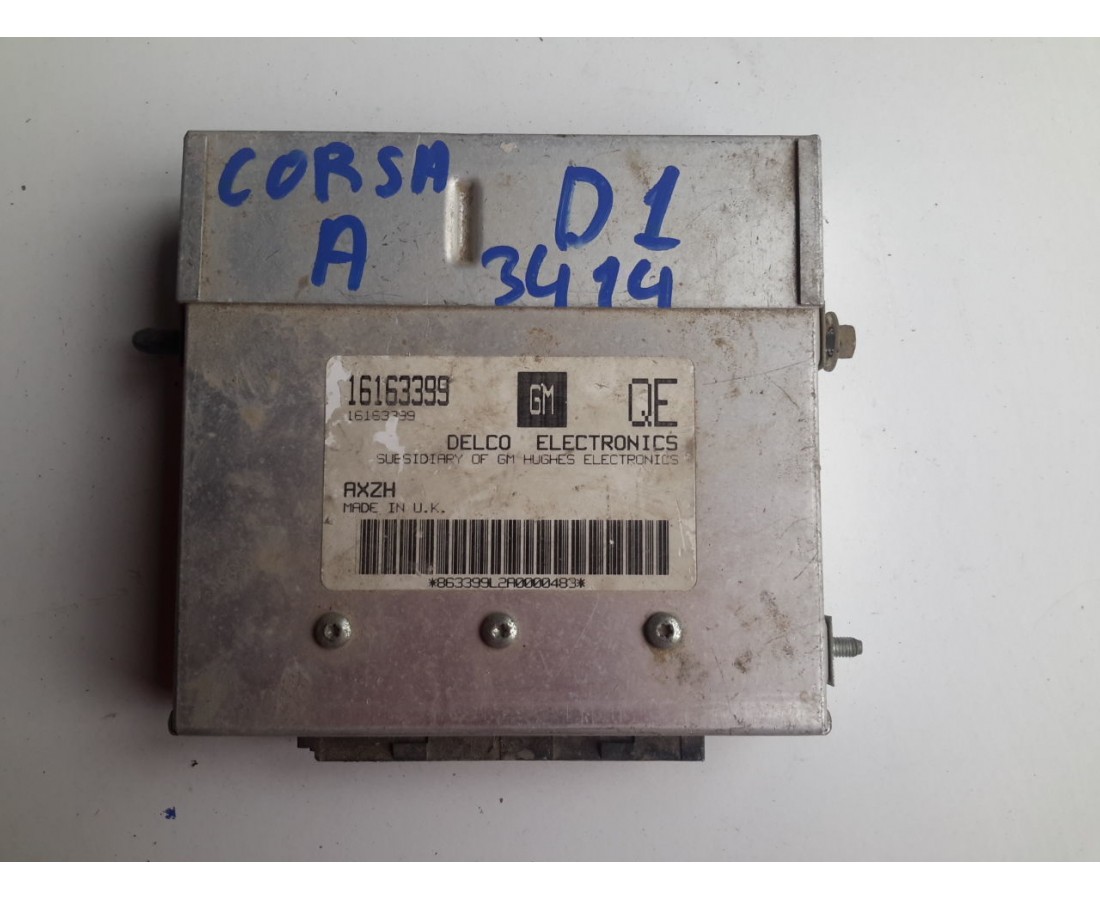 CORSA
A
D1
3414
16163399
16163399
GM
QE
DELCO ELECTRONICS
SUBSIDIARY OF GM HUGHES ELECTRONICS
AXZH
MADE IN U.K.
*863399L2A0000483*